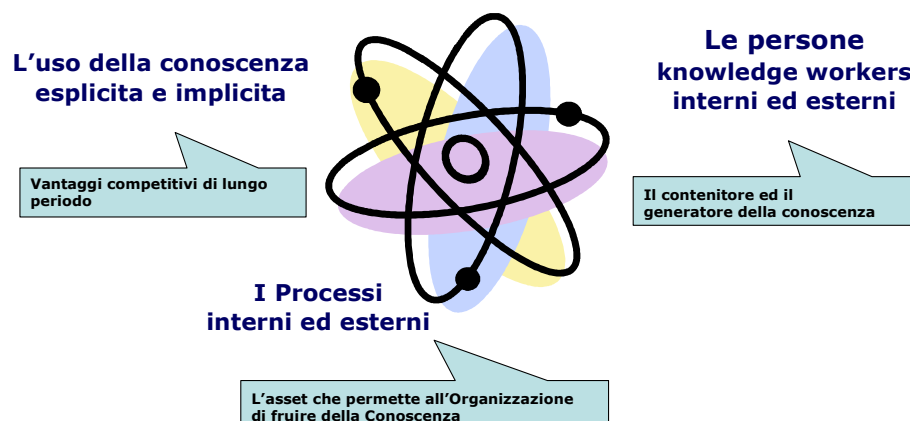 L'uso della conoscenza
esplicita e implicita
Vantaggi competitivi di lungo
periodo
Le persone
knowledge workers
interni ed esterni
Il contenitore ed il
generatore della conoscenza
I Processi
interni ed esterni
L'asset che permette all'Organizzazione
di fruire della Conoscenza